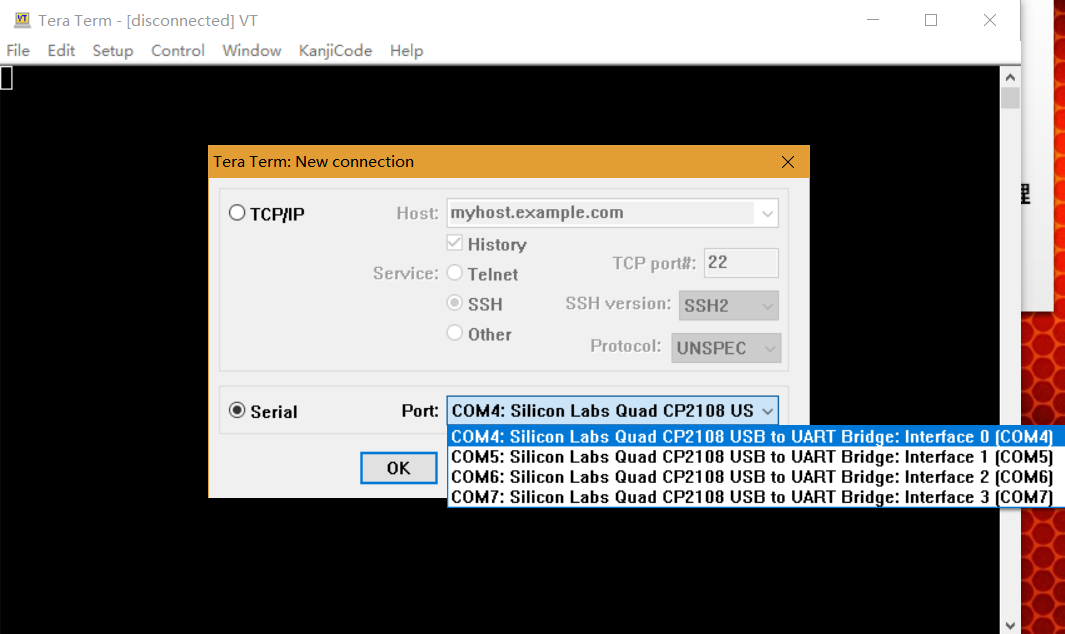 VT Tera Term - [disconnected] VT
File Edit Setup Control Window KanjiCode Help
Tera Term: New connection
TCP/IP Host: myhost.example.com
History
Service: Telnet TCP port#: 22
SSH SSH version: SSH2
Other Protocol: UNSPEC
Serial Port: COM4: Silicon Labs Quad CP2108 US
COM4: Silicon Labs Quad CP2108 USB to UART Bridge: Interface 0 (COM4)
COM5: Silicon Labs Quad CP2108 USB to UART Bridge: Interface 1 (COM5)
COM6: Silicon Labs Quad CP2108 USB to UART Bridge: Interface 2 (COM6)
COM7: Silicon Labs Quad CP2108 USB to UART Bridge: Interface 3 (COM7)
OK